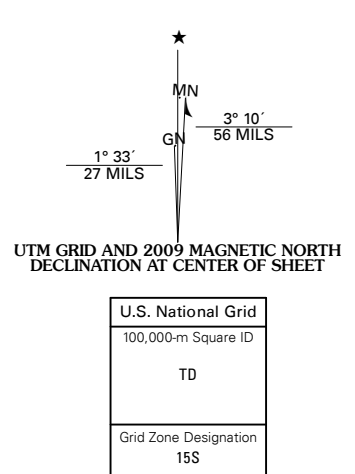 ★
MN
3° 10´
56 MILS
GN
1° 33´
27 MILS
UTM GRID AND 2009 MAGNETIC NORTH
DECLINATION AT CENTER OF SHEET
U.S. National Grid
100,000-m Square ID
TD
Grid Zone Designation
15S